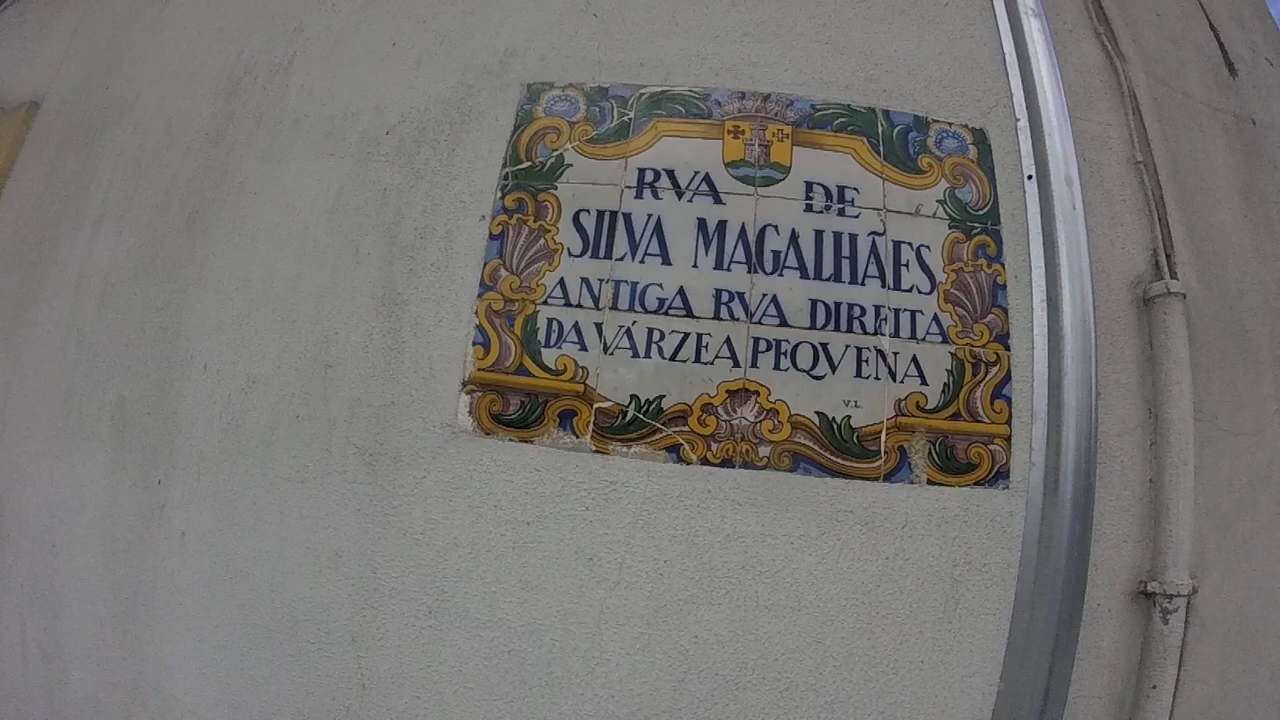 RVA DE
SILVA MAGALHÃES
ANTIGA RVA DIREITA
DA VÁRZEA PEQVENA
V.L.